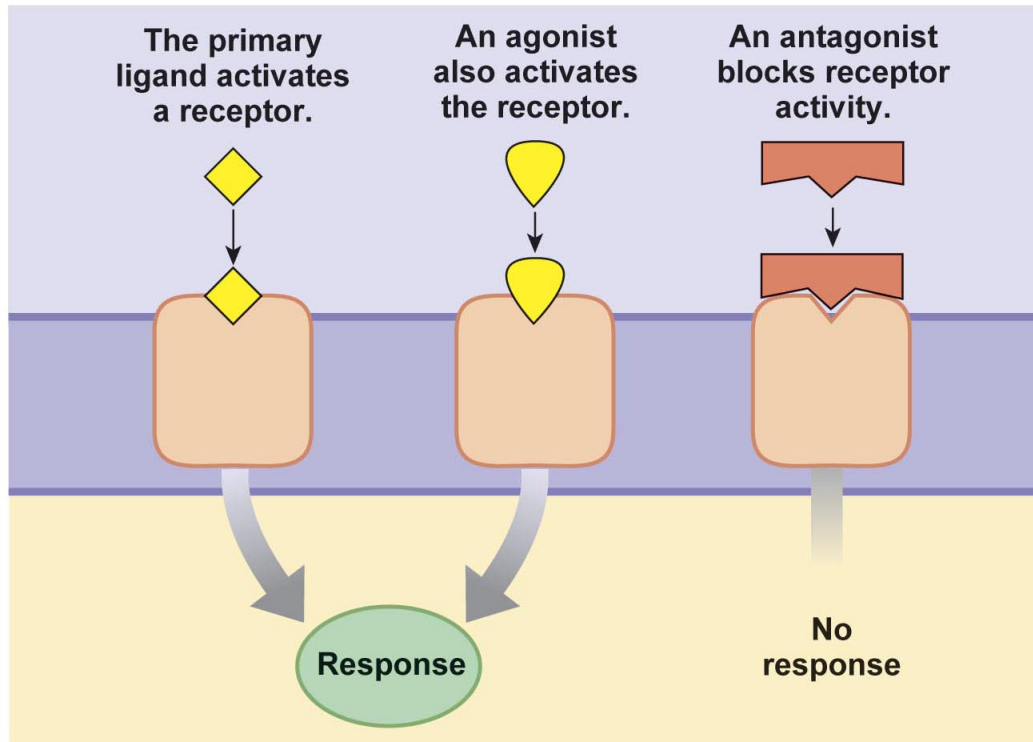 The primary
ligand activates
a receptor.
An agonist
also activates
the receptor.
An antagonist
blocks receptor
activity.
Response
No
response